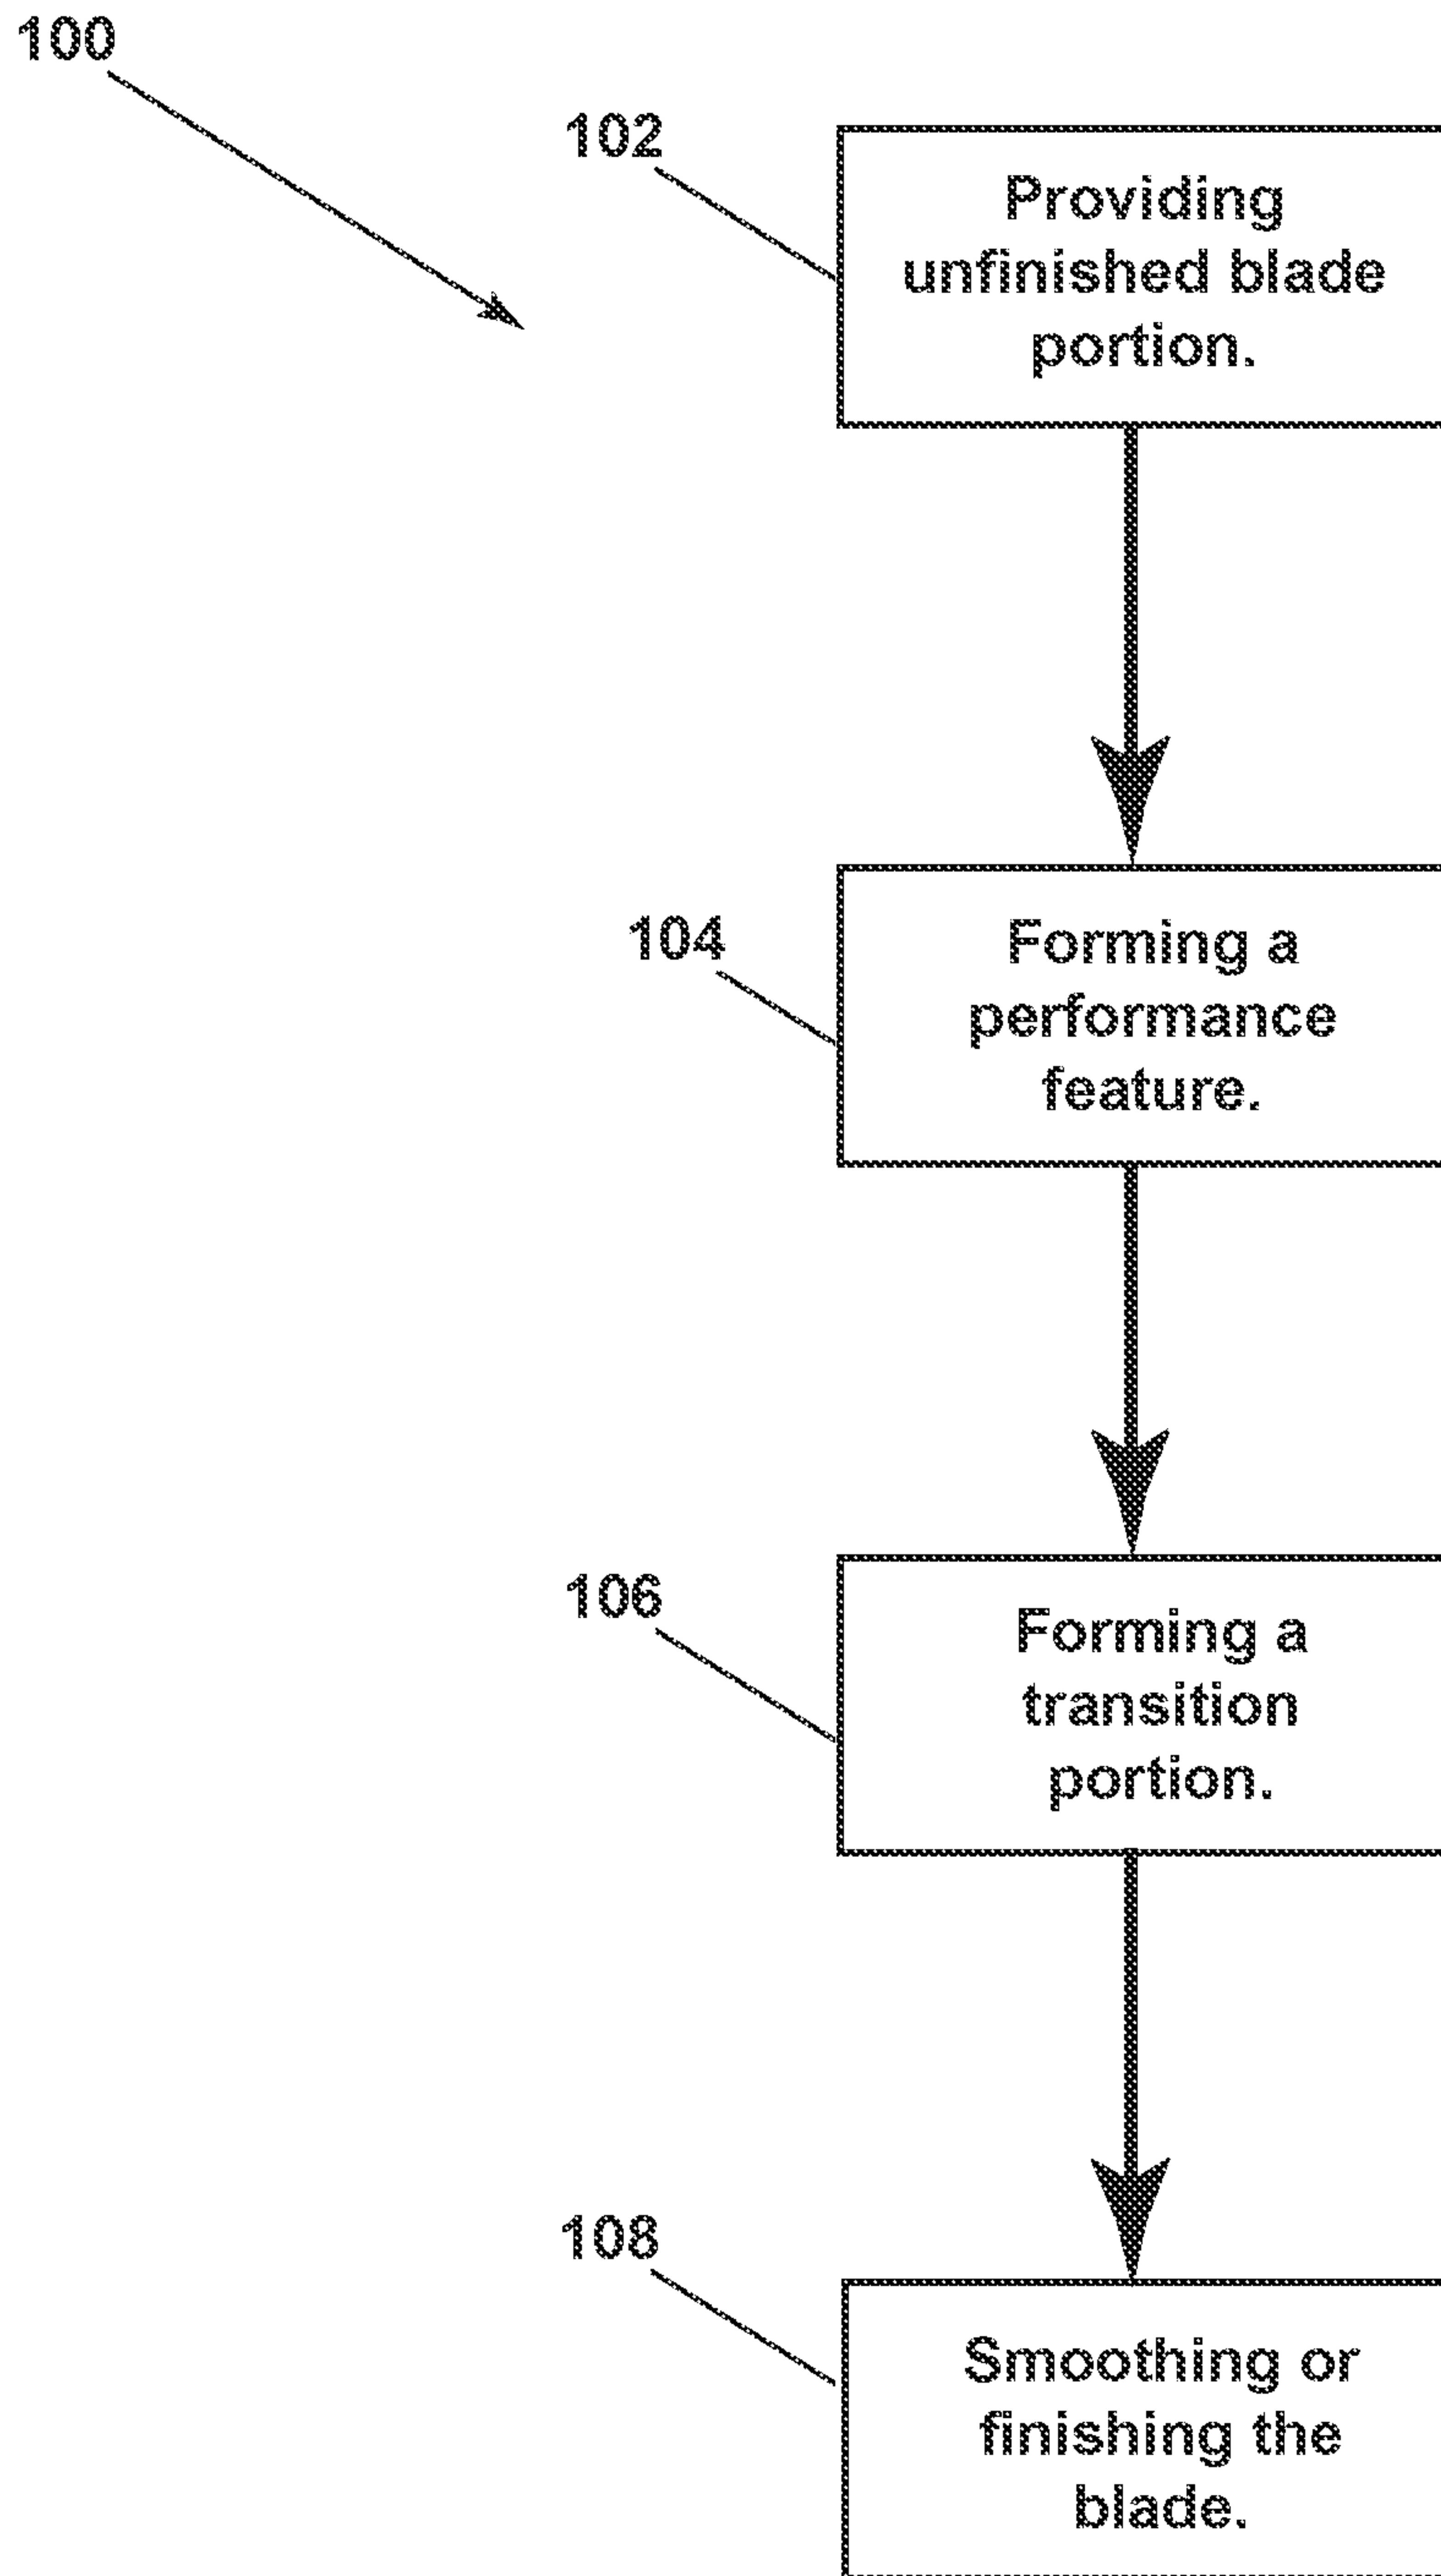 100
102
Providing
unfinished blade
portion.
104
Forming a
performance
feature.
106
Forming a
transition
portion.
108
Smoothing or
finishing the
blade.